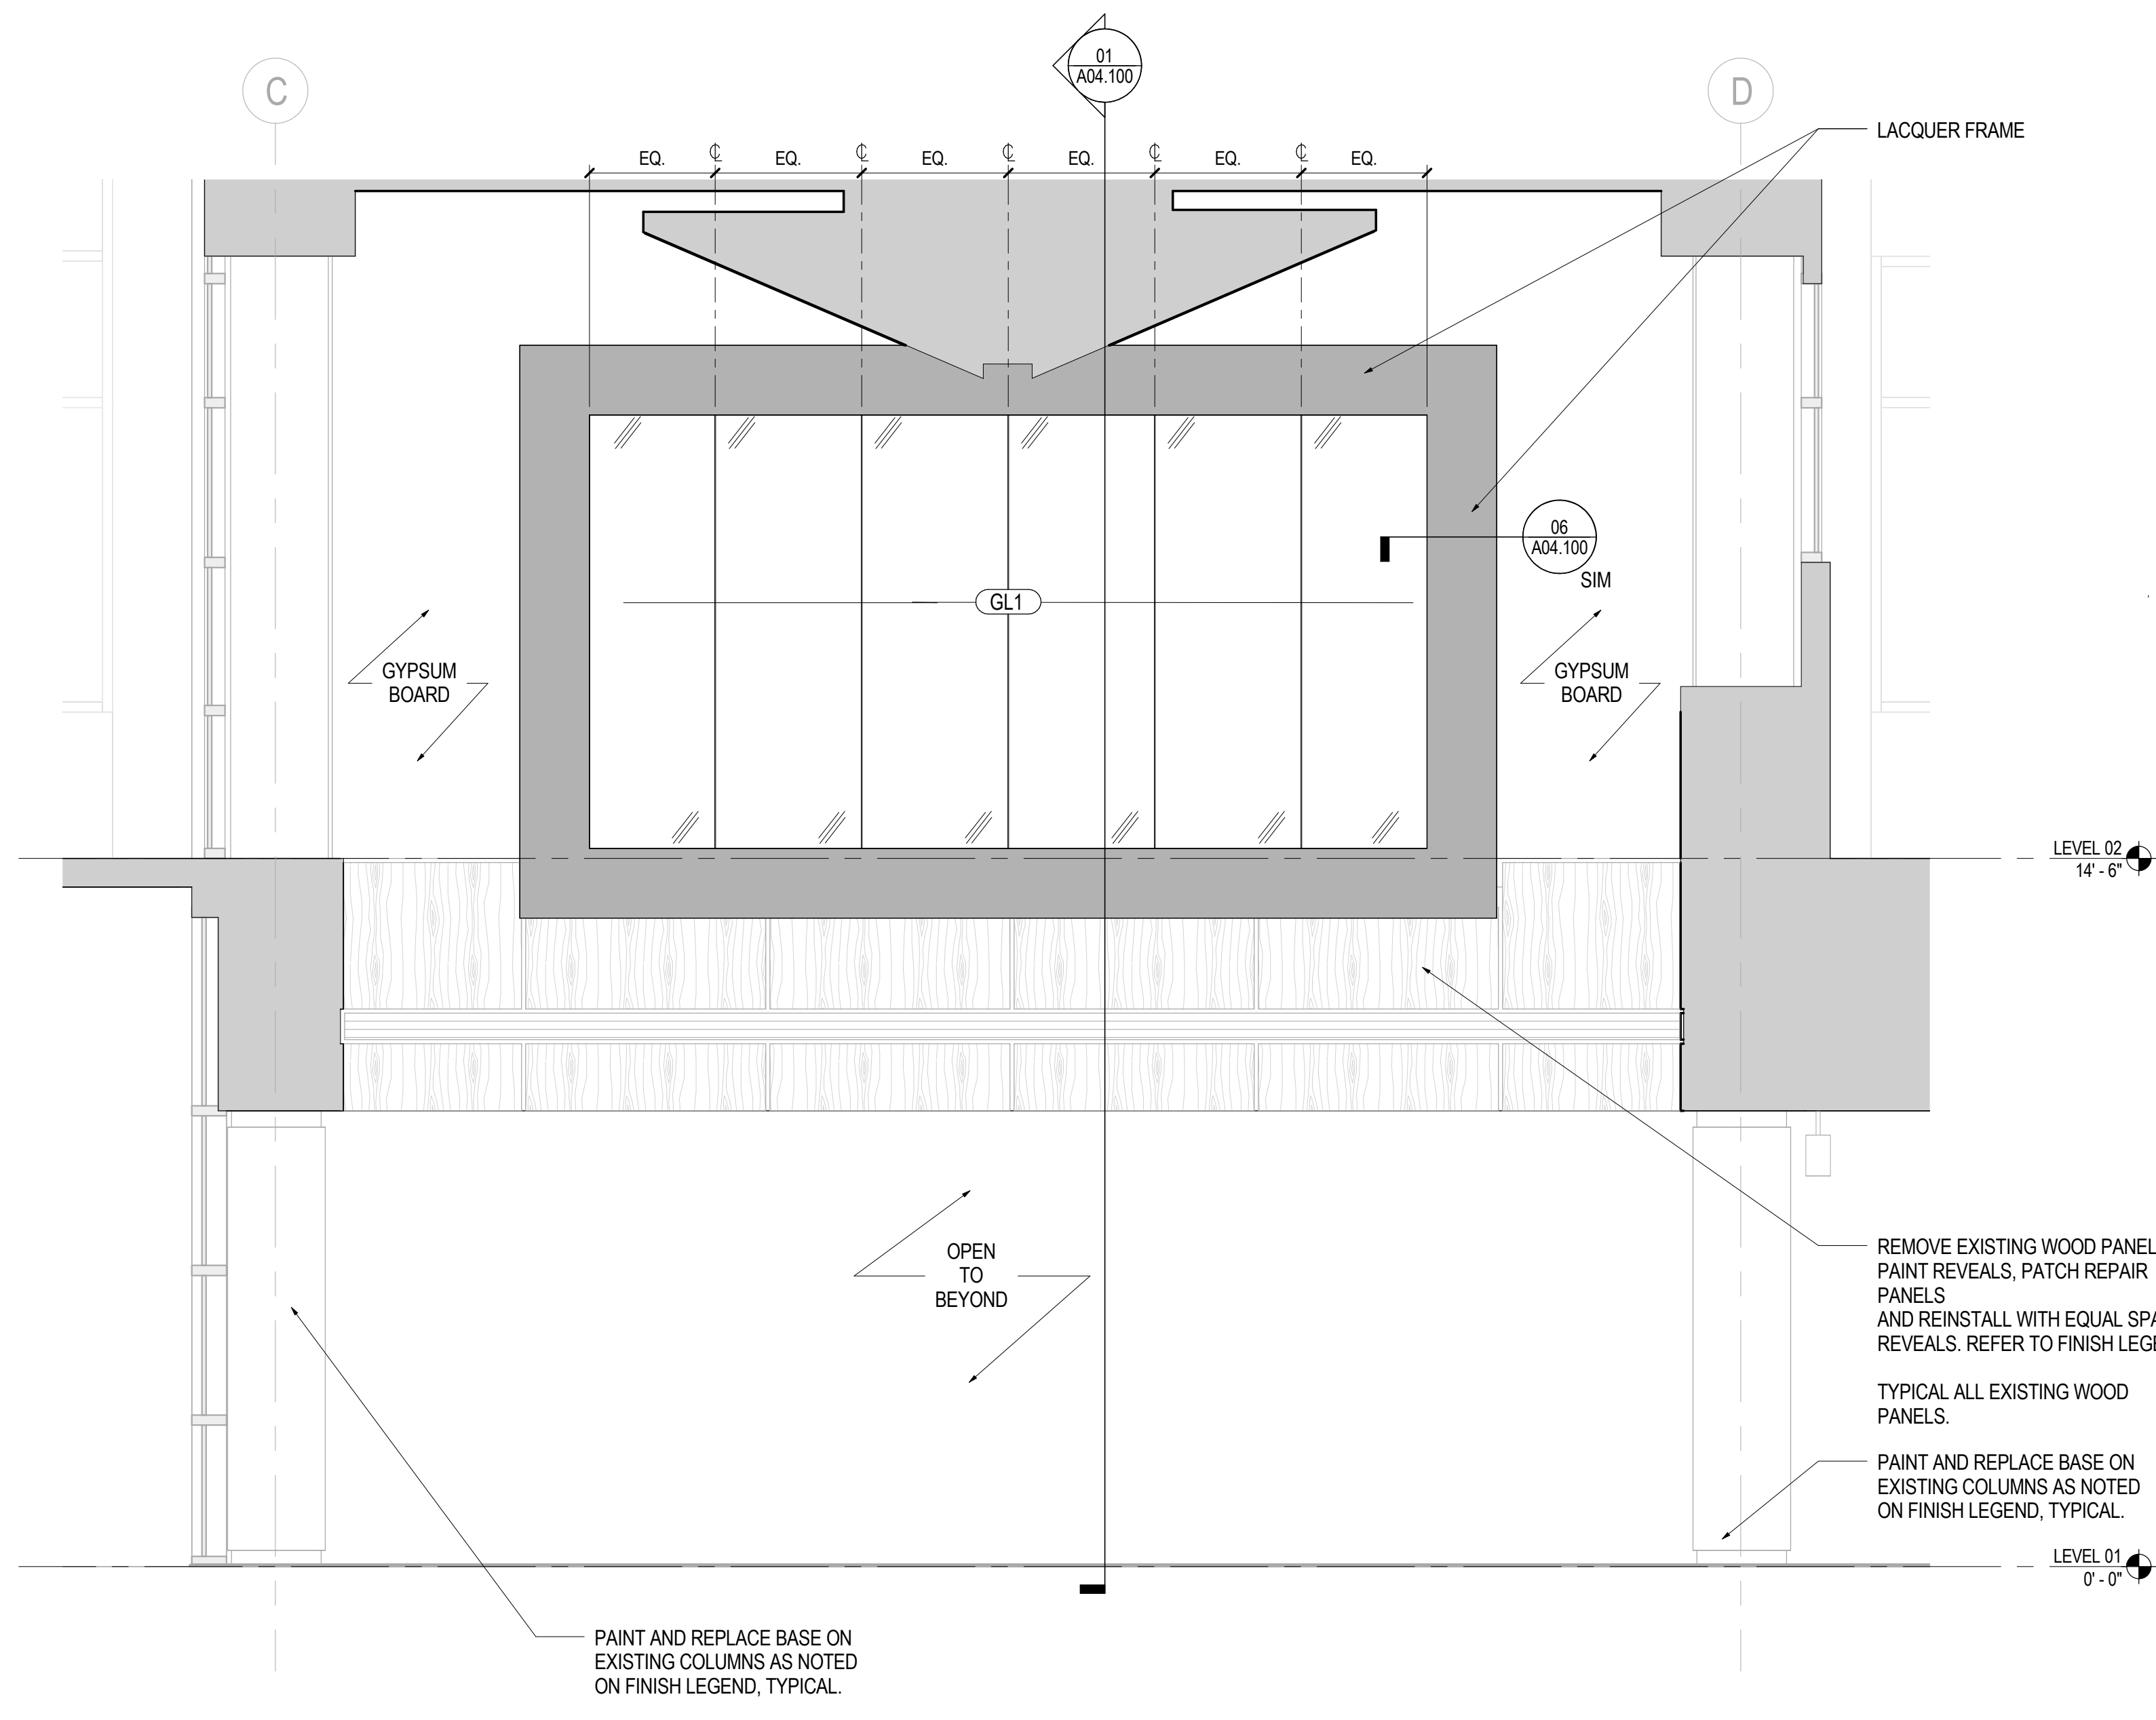 01
A04.100
C
D
LACQUER FRAME
EQ.
EQ.
EQ.
EQ.
EQ.
EQ.
06
A04.100
SIM
GL1
GYPSUM
BOARD
GYPSUM
BOARD
LEVEL 02
14' - 6"
OPEN
TO
BEYOND
REMOVE EXISTING WOOD PANEL
PAINT REVEALS, PATCH REPAIR
PANELS
AND REINSTALL WITH EQUAL
REVEALS. REFER TO FINISH
TYPICAL ALL EXISTING WOOD
PANELS.
PAINT AND REPLACE BASE ON
EXISTING COLUMNS AS NOTED
ON FINISH LEGEND, TYPICAL.
LEVEL 01
0' - 0"
PAINT AND REPLACE BASE ON
EXISTING COLUMNS AS NOTED
ON FINISH LEGEND, TYPICAL.